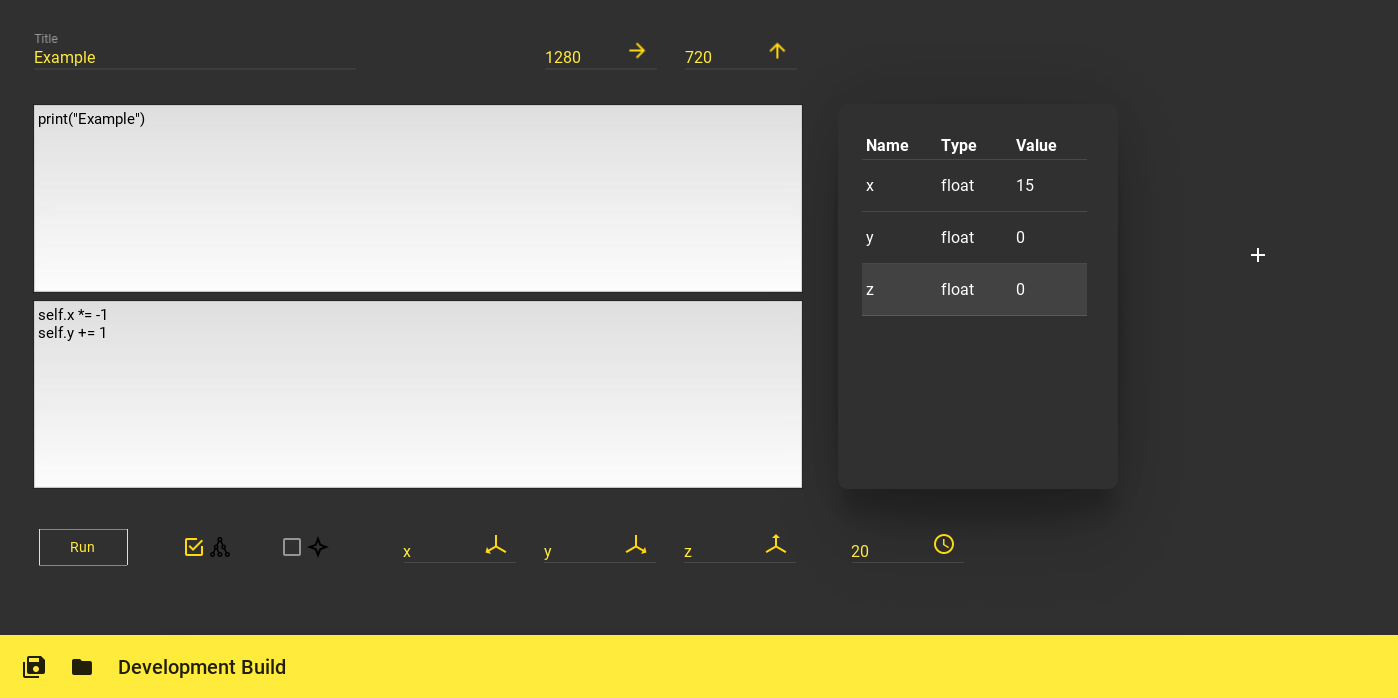 Title
Example
1280
720
print("Example")
self.x *= -1
self.y += 1
Name Type Value
x float 15
y float 0
z float 0
Run
x
y
z
20
Development Build